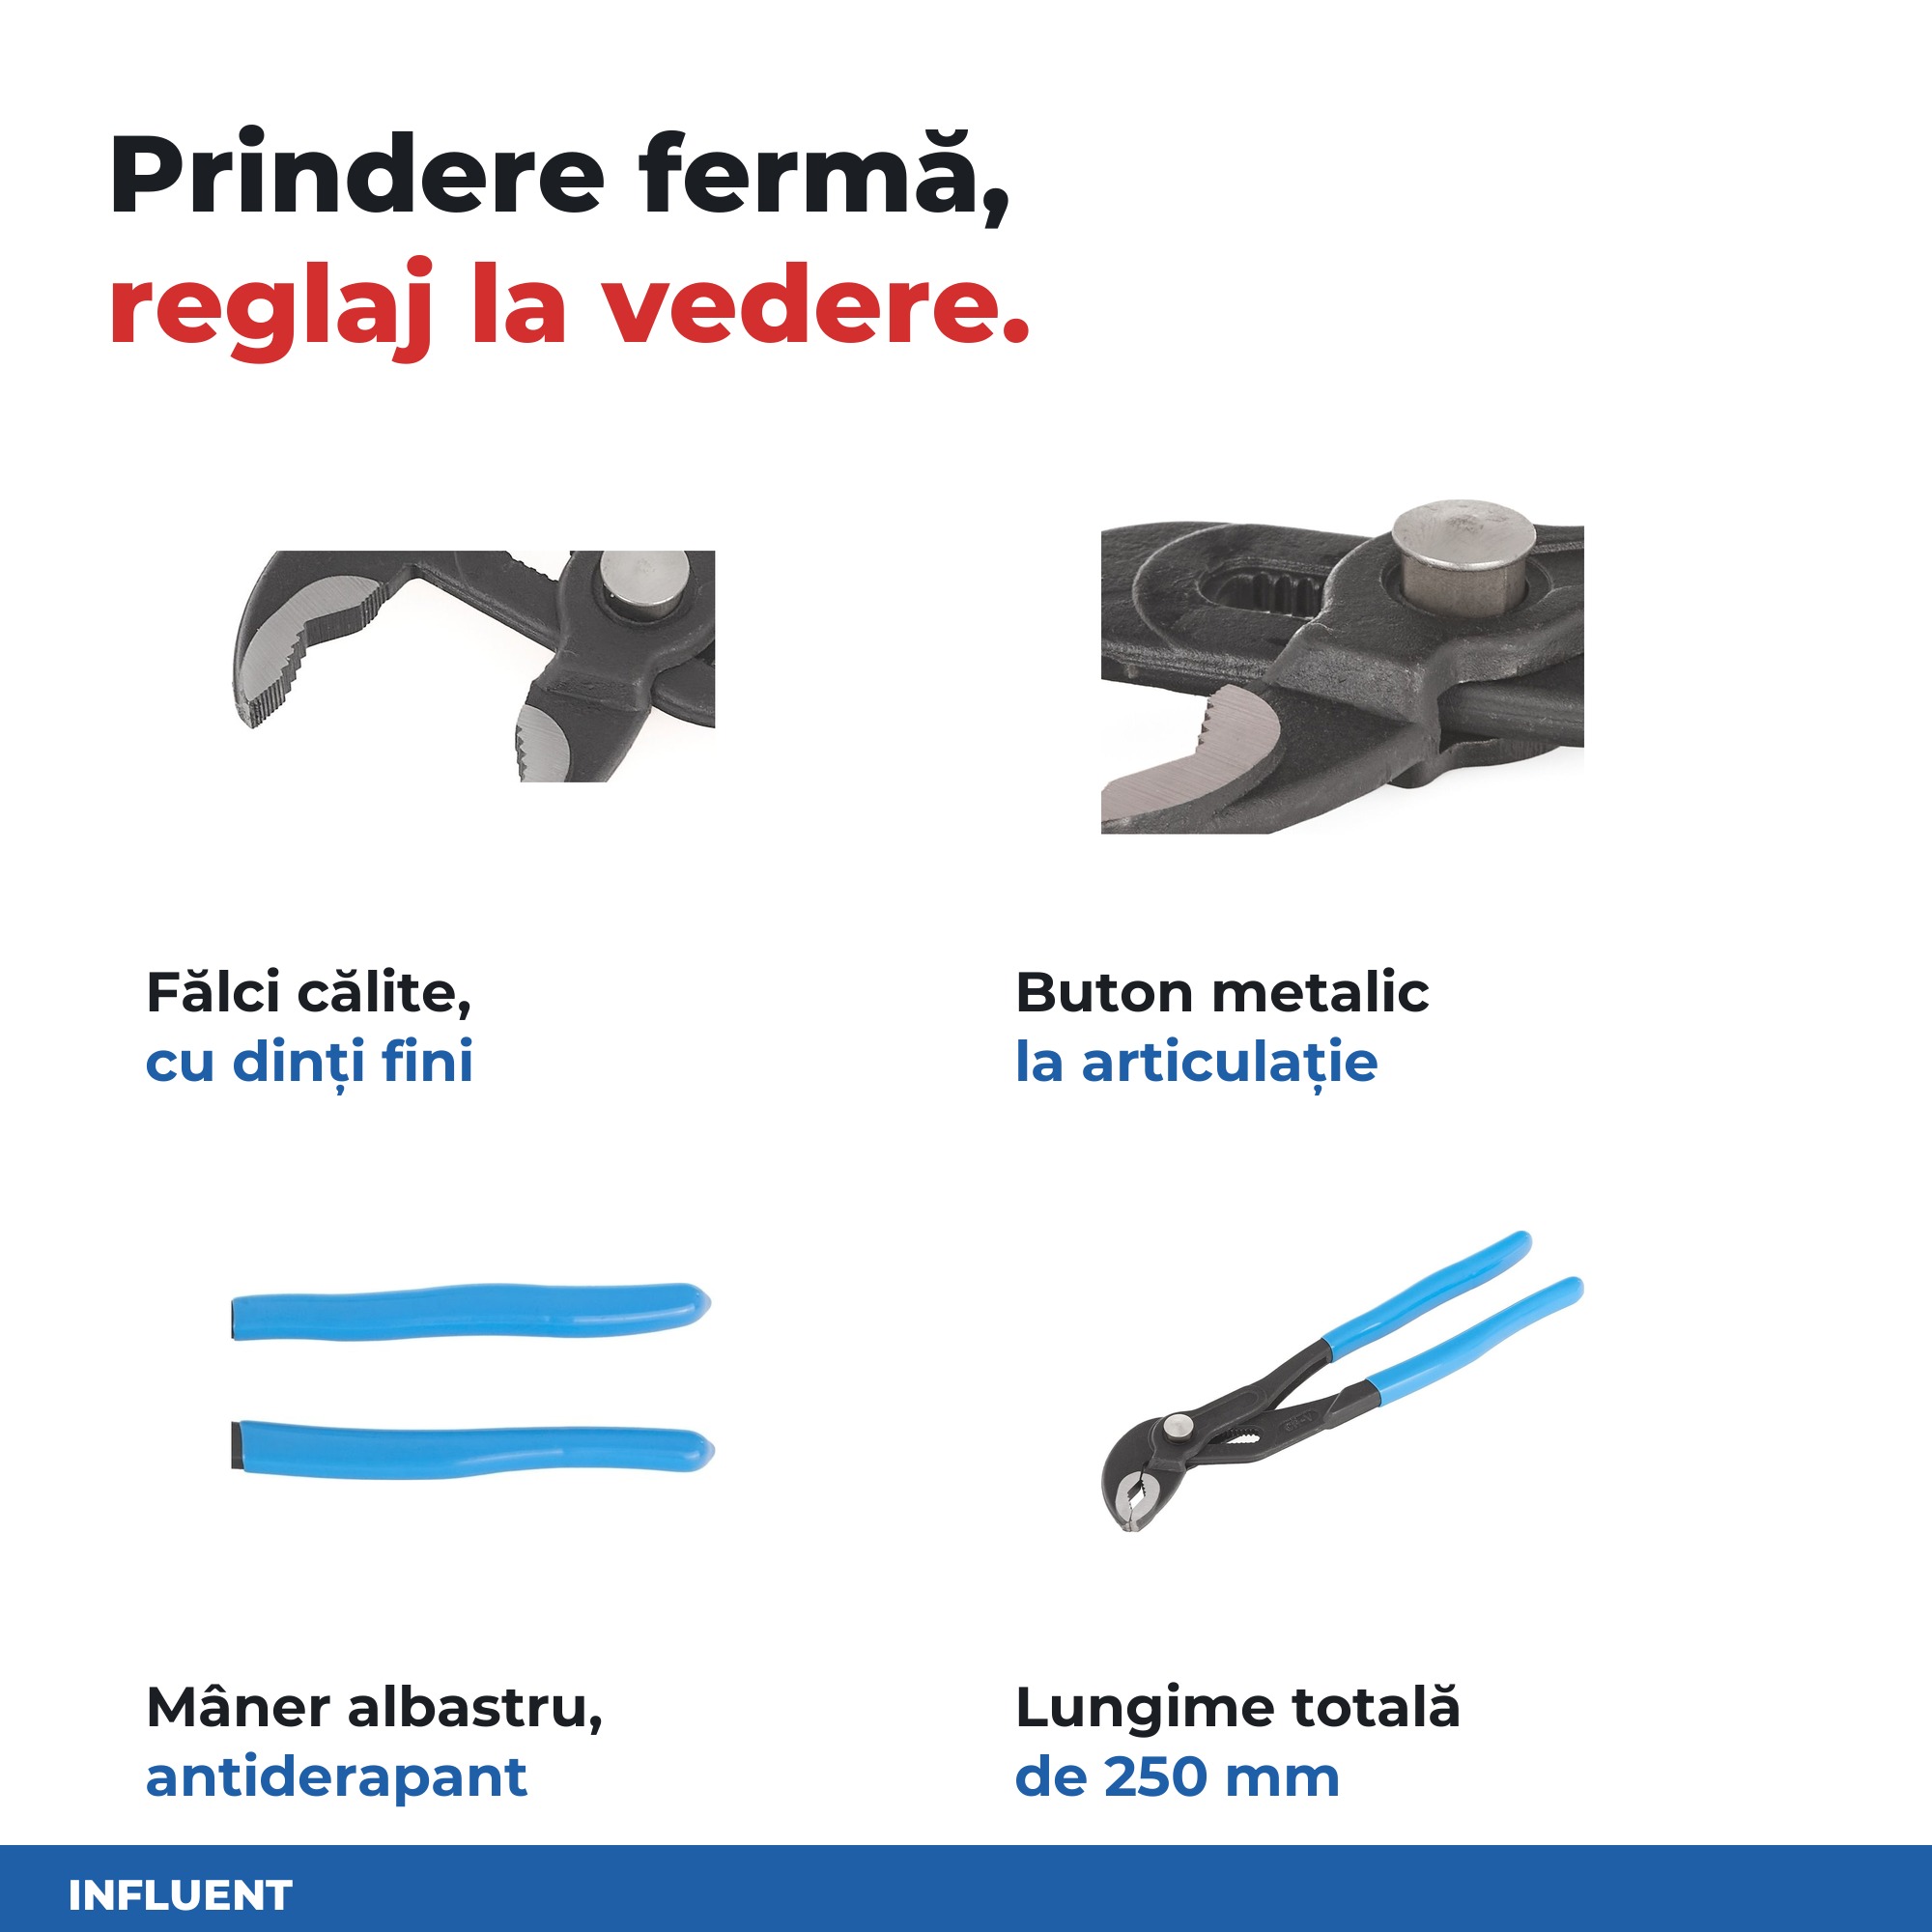 Prindere fermă,
reglaj la vedere.
Fălci călite,
cu dinți fini
Buton metalic
la articulație
Mâner albastru,
antiderapant
Lungime totală
de 250 mm
INFLUENT